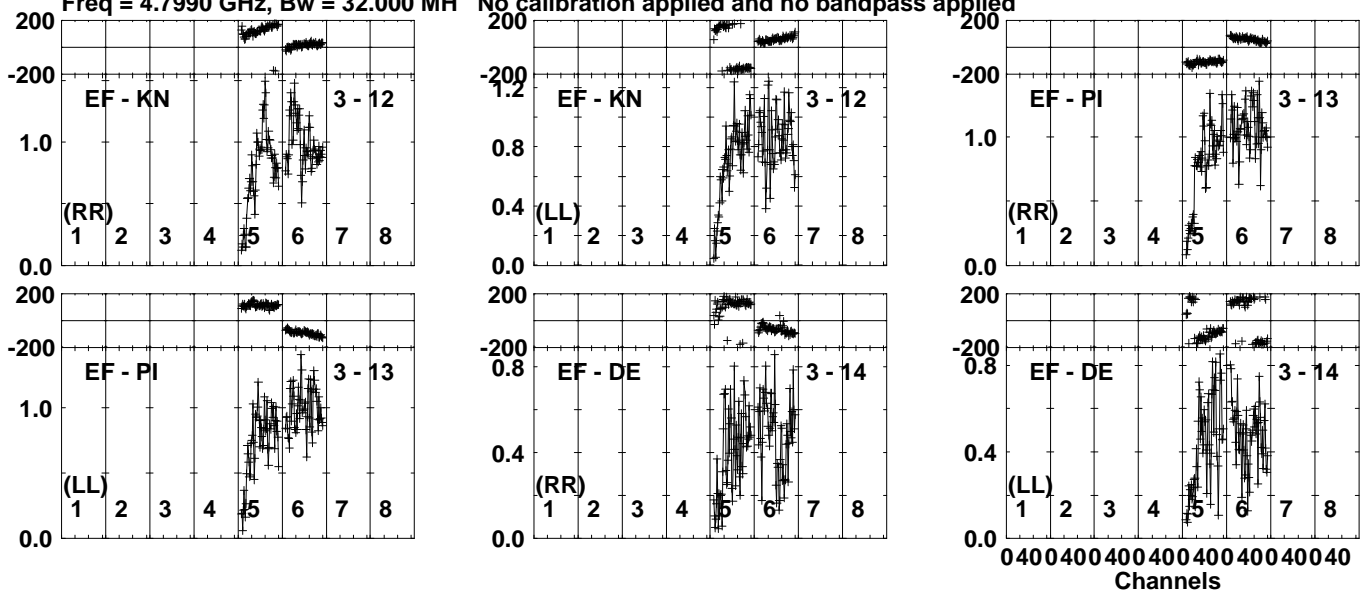 Freq = 4.7990 GHz, Bw = 32.000 MH No calibration applied and no bandpass applied
200
-200
EF - KN 3 - 12
1.0
(RR)
1 2 3 4 5 6 7 8
0.0
200
-200
1.2
EF - KN 3 - 12
0.8
0.4
(LL)
1 2 3 4 5 6 7 8
0.0
200
-200
EF - PI 3 - 13
1.0
(RR)
1 2 3 4 5 6 7 8
0.0
200
-200
EF - PI 3 - 13
1.0
(LL)
1 2 3 4 5 6 7 8
0.0
200
-200
0.8
EF - DE 3 - 14
0.4
(RR)
1 2 3 4 5 6 7 8
0.0
200
-200
0.8
EF - DE 3 - 14
0.4
(LL)
1 2 3 4 5 6 7 8
0.0
0 40 0 40 0 40 0 40 0 40 0 40 0 40 0 40
Channels